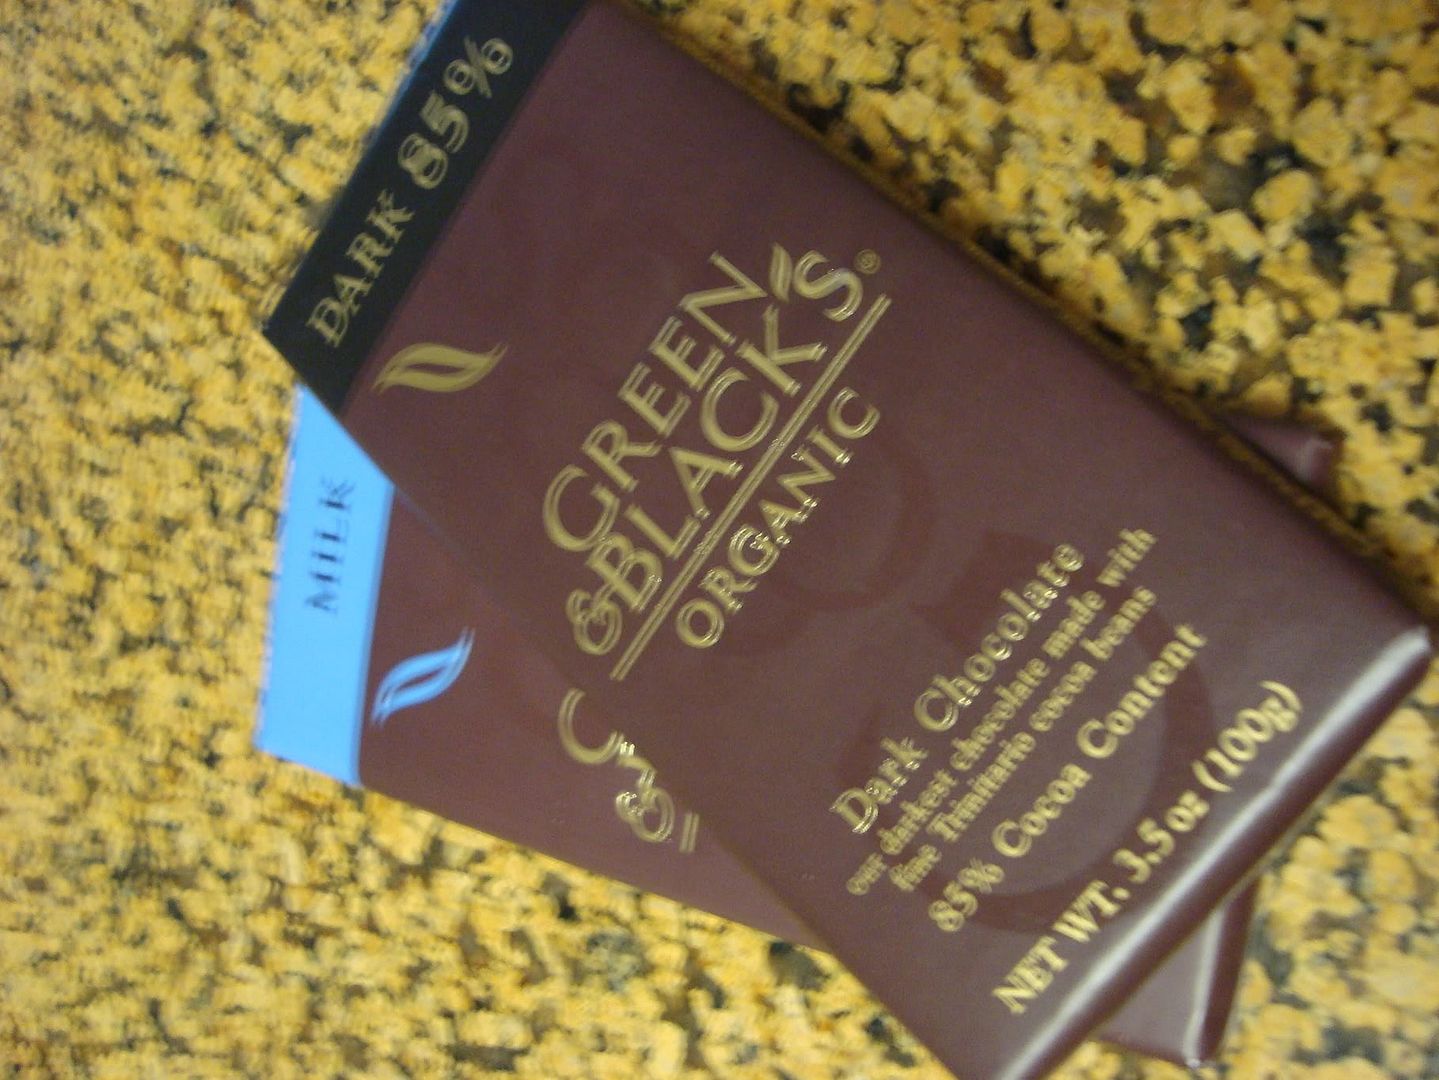 DARK 85%
GREEN
&BLACK'S®
ORGANIC
Dark Chocolate
our darkest chocolate made with
fine Trinitario cocoa beans
85% Cocoa Content
NET WT. 3.5 oz (100g)
MILK
G
&